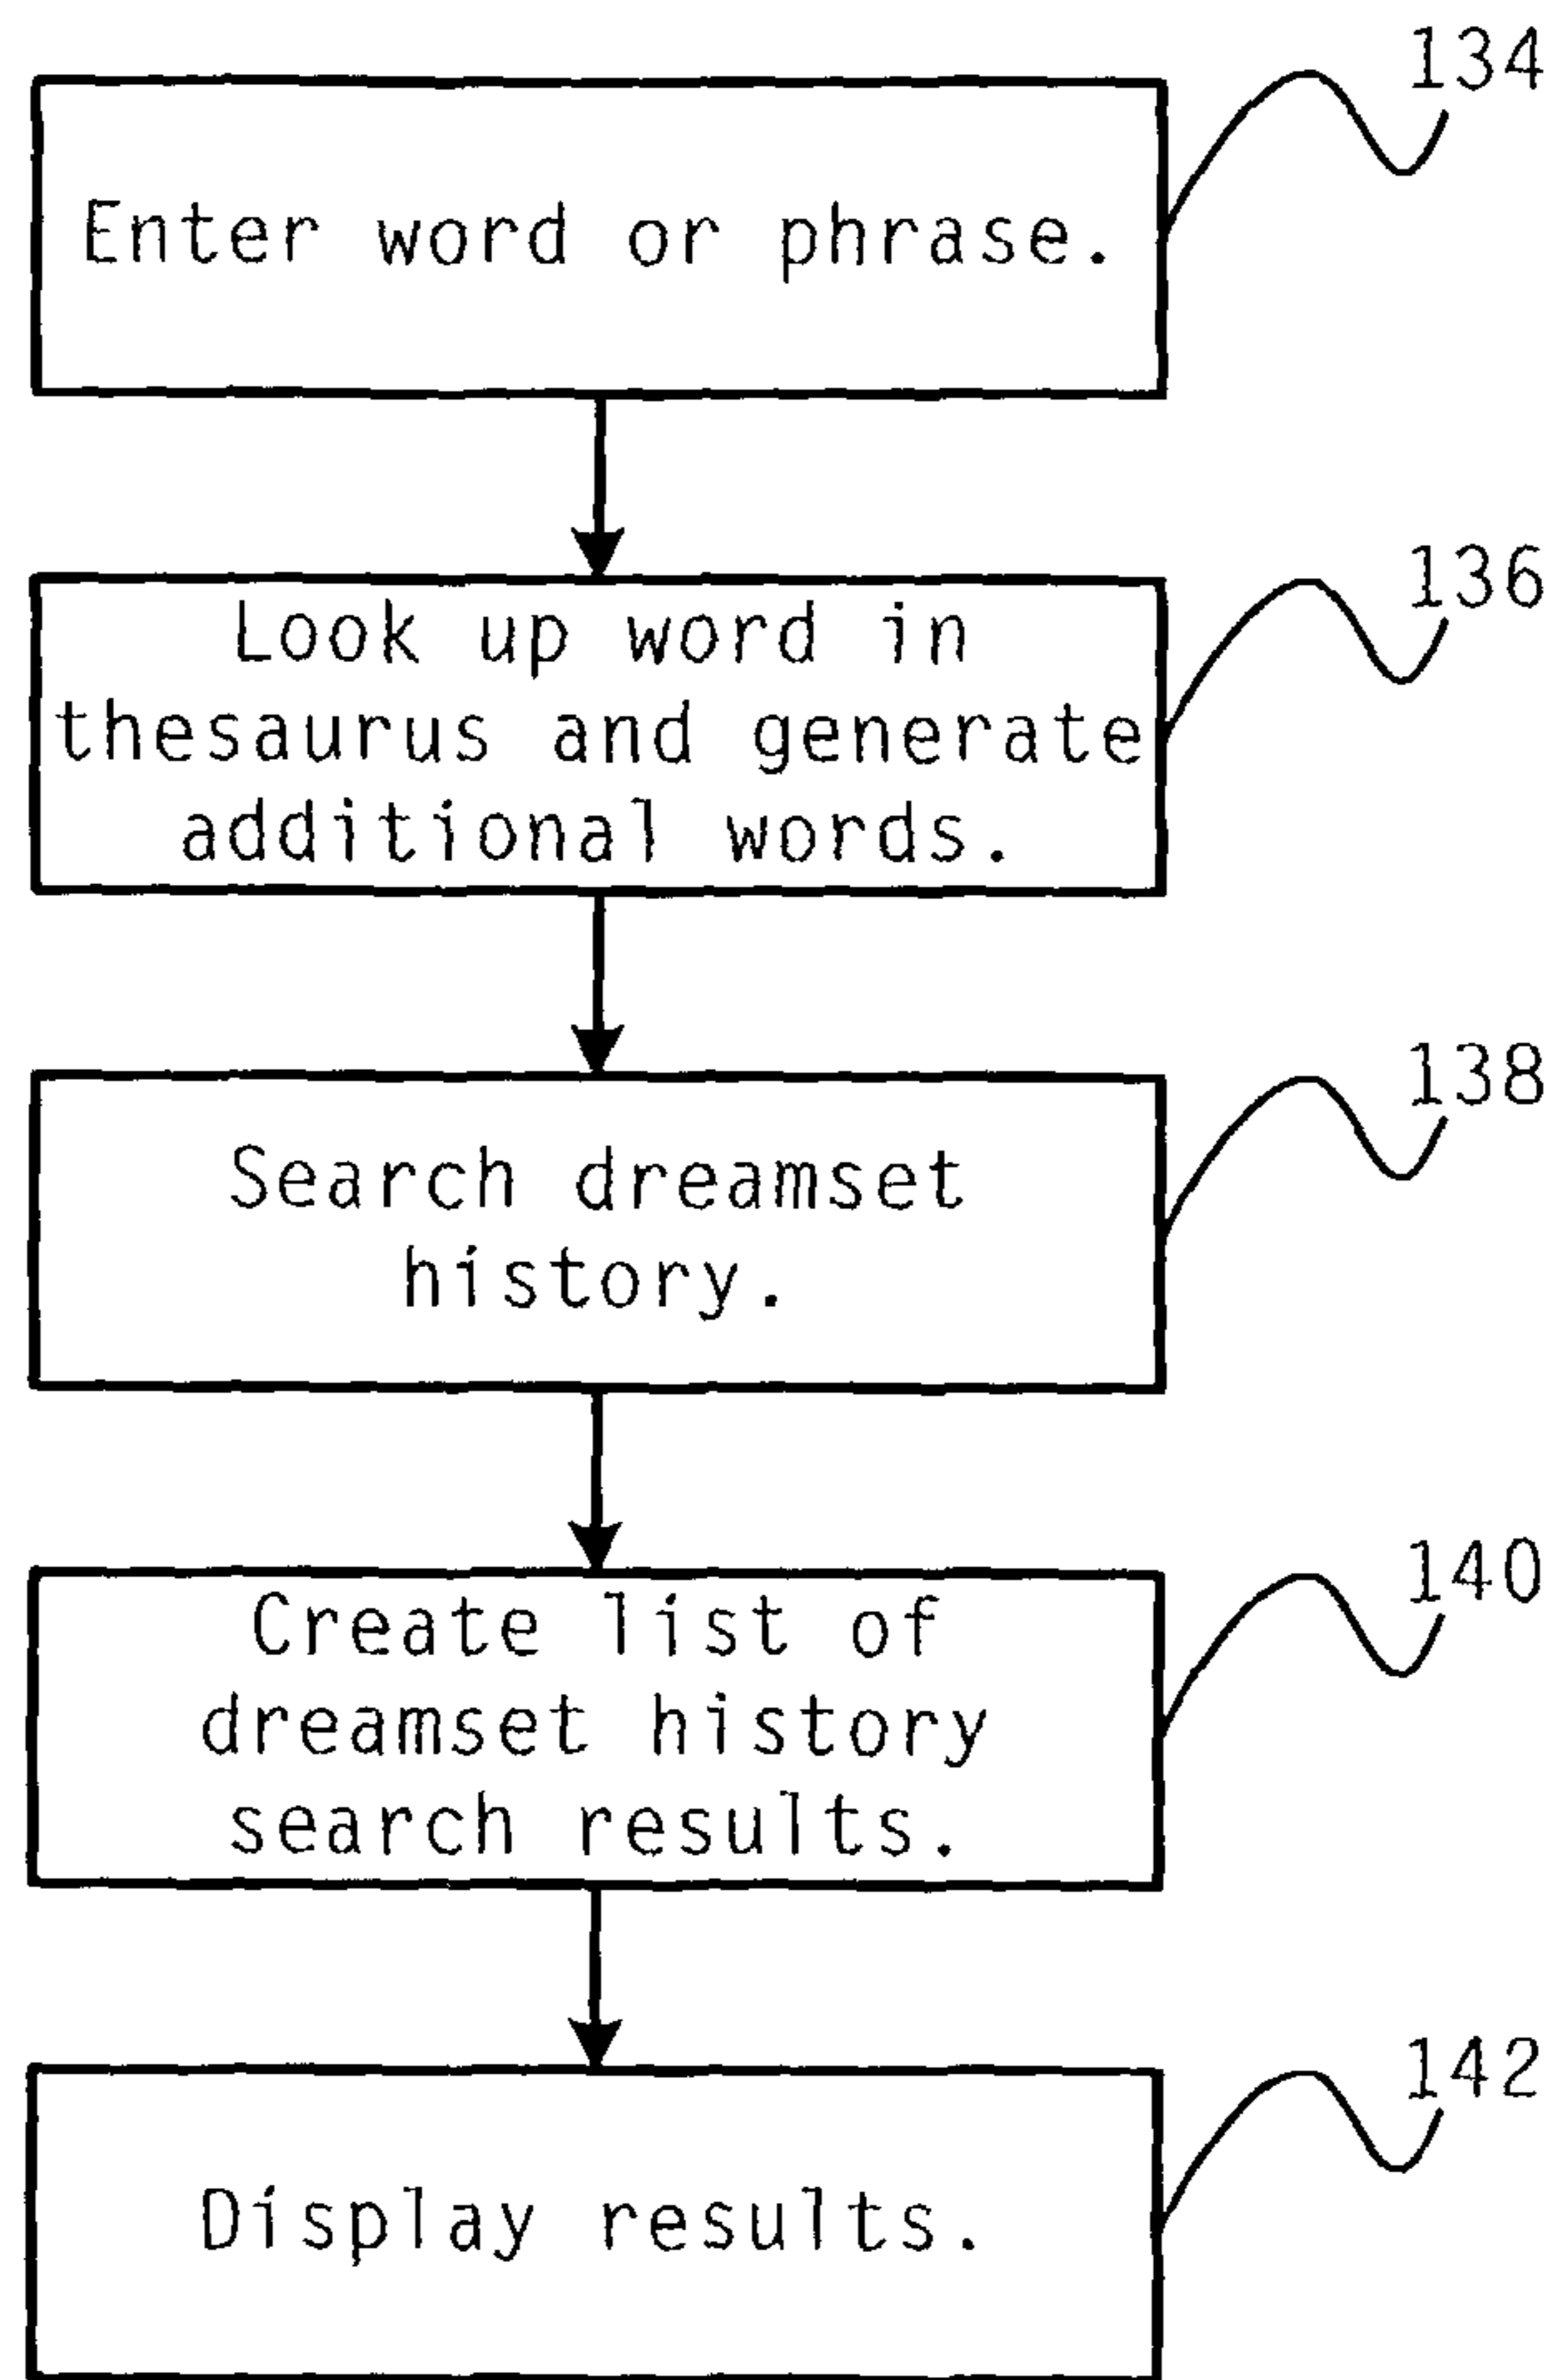 134
Enter word or phrase.
136
Look up word in
thesaurus and generate
additional words.
138
Search dreamset
history.
140
Create list of
dreamset history
search results.
142
Display results.